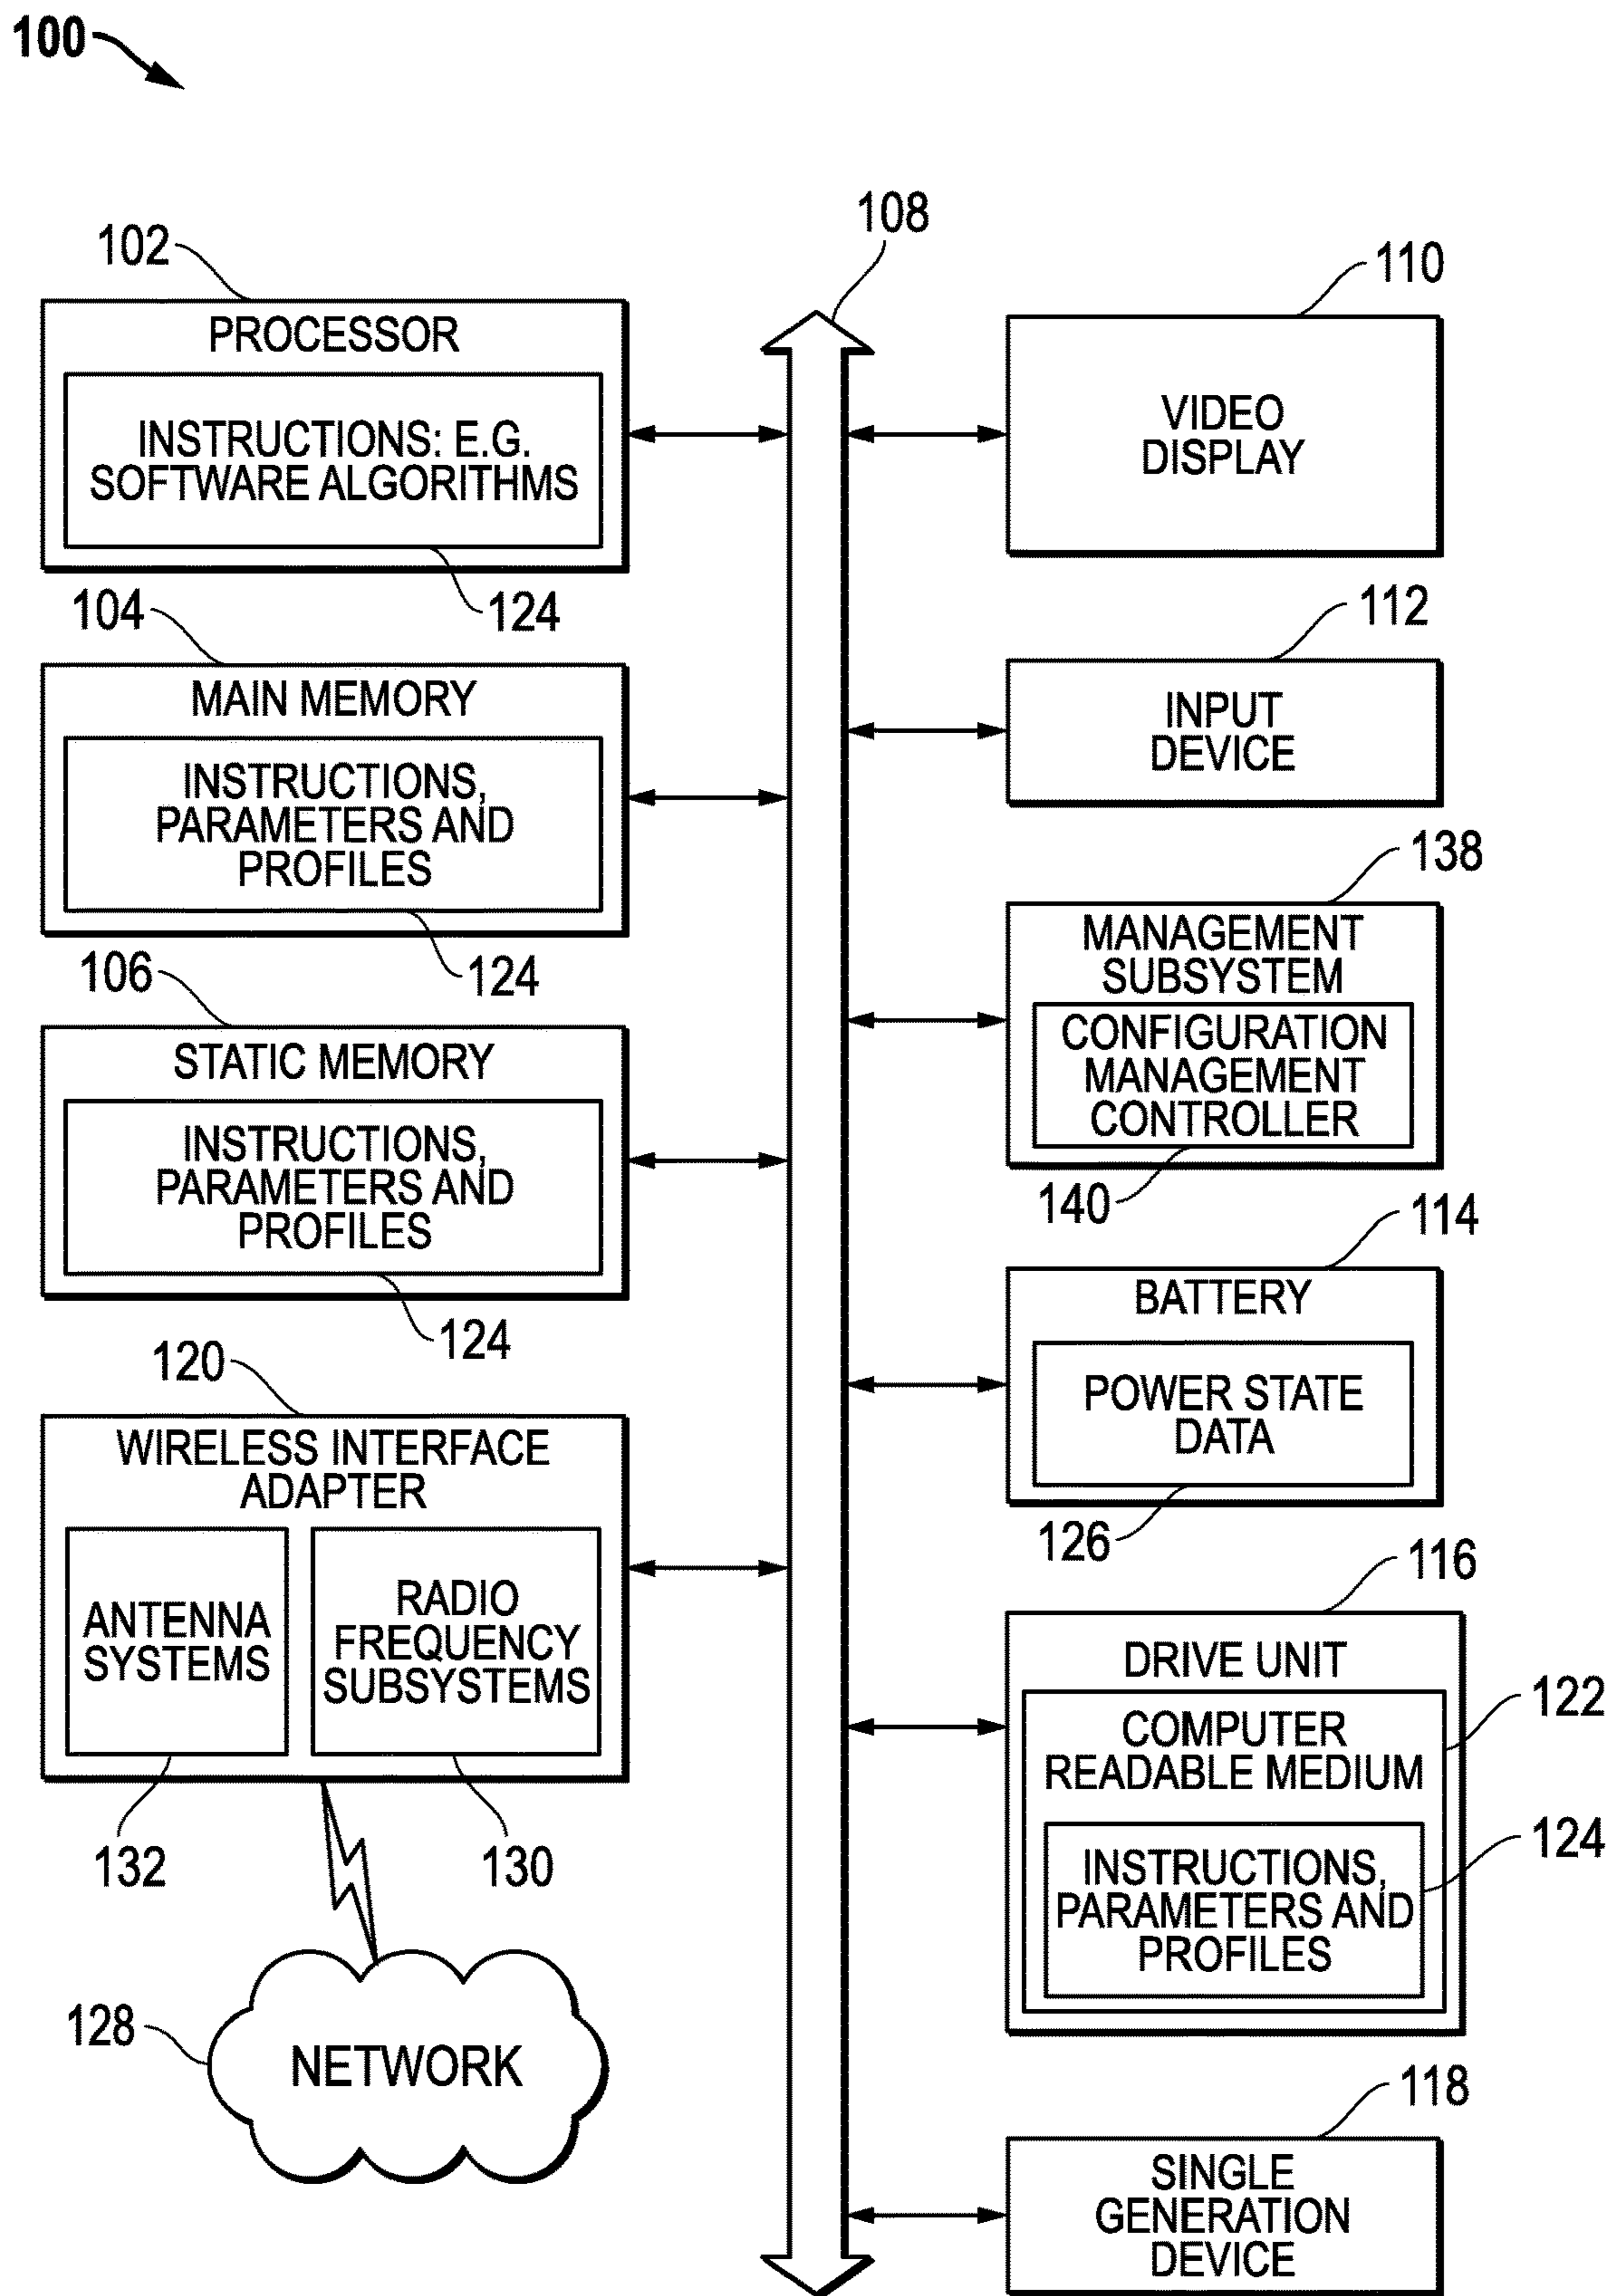 100
108
102
PROCESSOR
INSTRUCTIONS: E.G.
SOFTWARE ALGORITHMS
124
104
MAIN MEMORY
INSTRUCTIONS,
PARAMETERS AND
PROFILES
124
106
STATIC MEMORY
INSTRUCTIONS,
PARAMETERS AND
PROFILES
124
120
WIRELESS INTERFACE
ADAPTER
ANTENNA
SYSTEMS
RADIO
FREQUENCY
SUBSYSTEMS
132
130
128
NETWORK
110
VIDEO
DISPLAY
112
INPUT
DEVICE
138
MANAGEMENT
SUBSYSTEM
CONFIGURATION
MANAGEMENT
CONTROLLER
140
114
BATTERY
POWER STATE
DATA
126
116
DRIVE UNIT
122
COMPUTER
READABLE MEDIUM
124
INSTRUCTIONS,
PARAMETERS AND
PROFILES
118
SINGLE
GENERATION
DEVICE